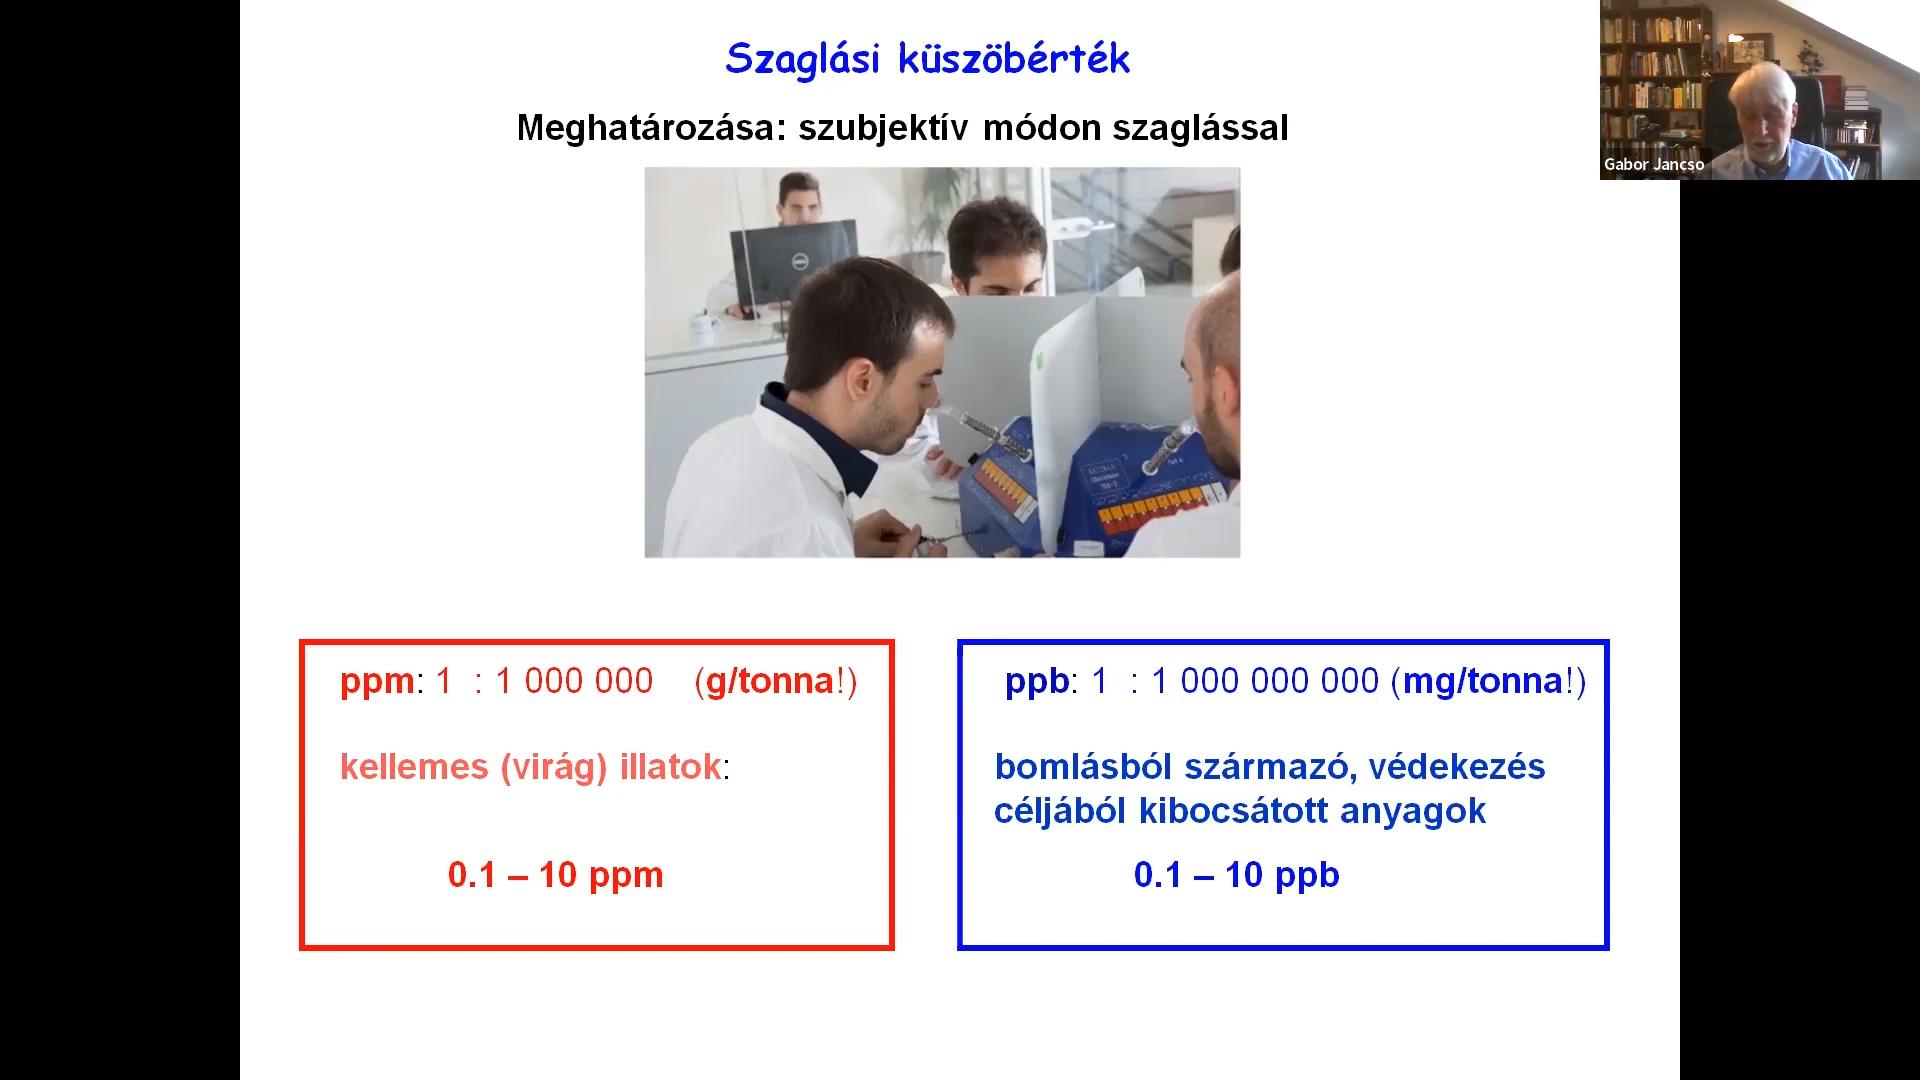 Szaglási küszöbérték
Meghatározása: szubjektív módon szaglással
Gabor Jancso
DELL
ppm: 1 : 1 000 000 (g/tonna!)
kellemes (virág) illatok:
0.1 – 10 ppm
ppb: 1 : 1 000 000 000 (mg/tonna!)
bomlásból származó, védekezés
céljából kibocsátott anyagok
0.1 – 10 ppb